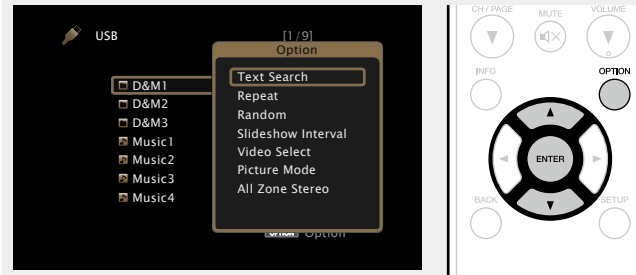 USB
[1/9]
Option
Text Search
Repeat
Random
Slideshow Interval
Video Select
Picture Mode
All Zone Stereo
D&M1
D&M2
D&M3
Music1
Music2
Music3
Music4
OPTION Option
CH / PAGE
MUTE
VOLUME
INFO
OPTION
ENTER
BACK
SETUP